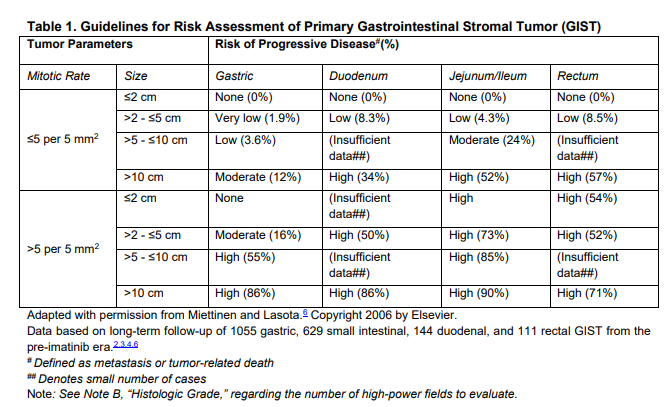 Table 1. Guidelines for Risk Assessment of Primary Gastrointestinal Stromal Tumor (GIST)
Tumor Parameters Risk of Progressive Disease#(%)
Mitotic Rate Size Gastric Duodenum Jejunum/Ileum Rectum
≤5 per 5 mm2
≤2 cm None (0%) None (0%) None (0%) None (0%)
>2 - ≤5 cm Very low (1.9%) Low (8.3%) Low (4.3%) Low (8.5%)
>5 - ≤10 cm Low (3.6%) (Insufficient data##) Moderate (24%) (Insufficient data##)
>10 cm Moderate (12%) High (34%) High (52%) High (57%)
>5 per 5 mm2
≤2 cm None (Insufficient data##) High High (54%)
>2 - ≤5 cm Moderate (16%) High (50%) High (73%) High (52%)
>5 - ≤10 cm High (55%) (Insufficient data##) High (85%) (Insufficient data##)
>10 cm High (86%) High (86%) High (90%) High (71%)
Adapted with permission from Miettinen and Lasota.6 Copyright 2006 by Elsevier.
Data based on long-term follow-up of 1055 gastric, 629 small intestinal, 144 duodenal, and 111 rectal GIST from the
pre-imatinib era.2,3,4,6
# Defined as metastasis or tumor-related death
## Denotes small number of cases
Note: See Note B, “Histologic Grade,” regarding the number of high-power fields to evaluate.